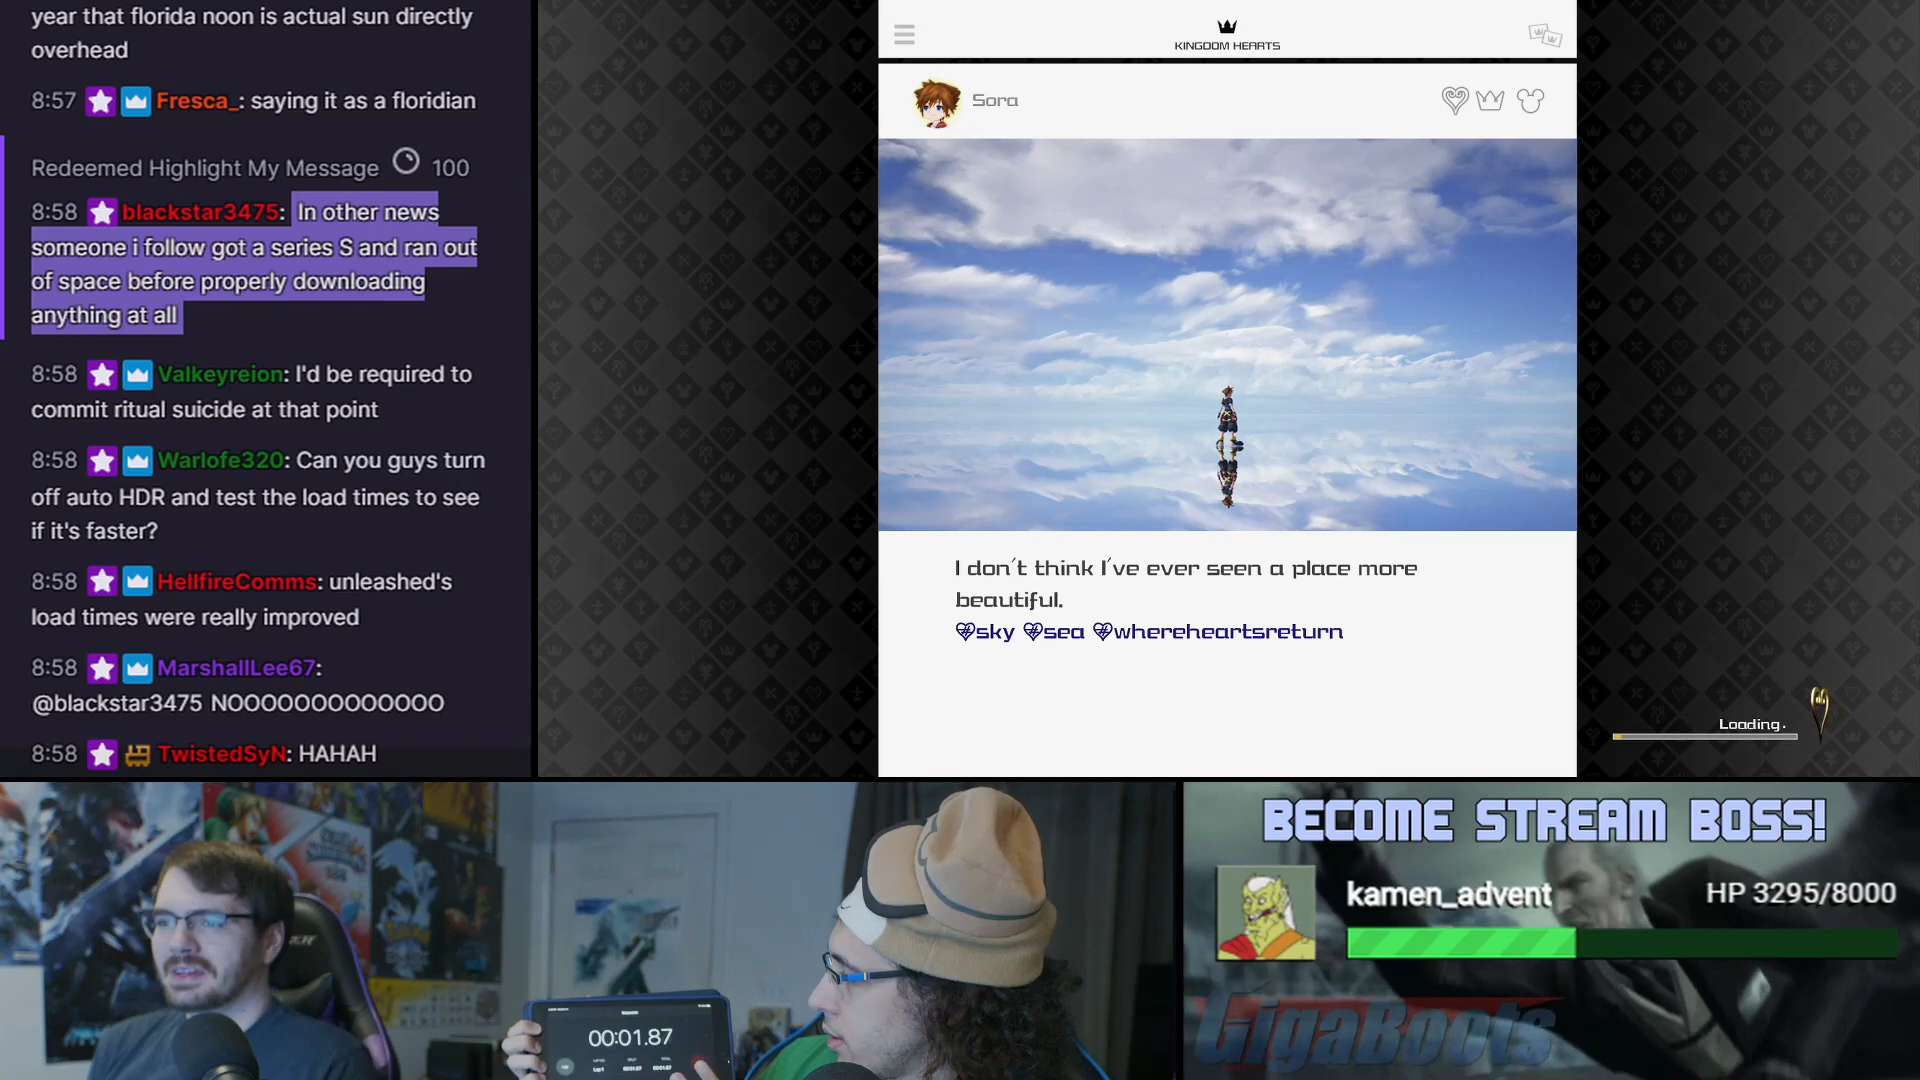 year that florida noon is actual sun directly
overhead
8:57 Fresca_: saying it as a floridian
Redeemed Highlight My Message 100
8:58 blackstar3475: In other news
someone i follow got a series S and ran out
of space before properly downloading
anything at all
8:58 Valkeyreion: I'd be required to
commit ritual suicide at that point
8:58 Warlofe320: Can you guys turn
off auto HDR and test the load times to see
if it's faster?
8:58 HellfireComms: unleashed's
load times were really improved
8:58 MarshallLee67:
@blackstar3475 NOOOOOOOOOOOOO
8:58 TwistedSyN: HAHAH
KINGDOM HEARTS
Sora
I don't think I've ever seen a place more
beautiful.
sky sea whereheartsreturn
Loading.
00:01.87
BECOME STREAM BOSS!
kamen_advent HP 3295/8000
GigaBoots